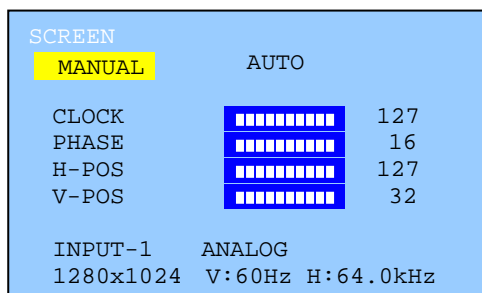 SCREEN
MANUAL AUTO
CLOCK 127
PHASE 16
H-POS 127
V-POS 32
INPUT-1 ANALOG
1280x1024 V:60Hz H:64.0kHz